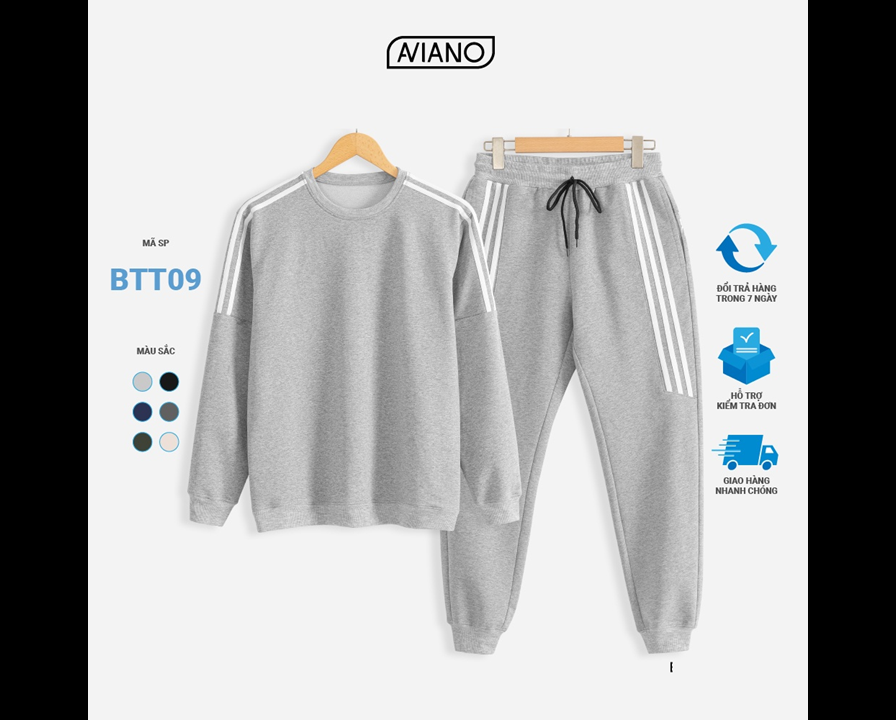 AVIANO
MÃ SP
BTT09
MÀU SẮC
ĐỔI TRẢ HÀNG
TRONG 7 NGÀY
HỖ TRỢ
KIỂM TRA ĐƠN
GIAO HÀNG
NHANH CHÓNG